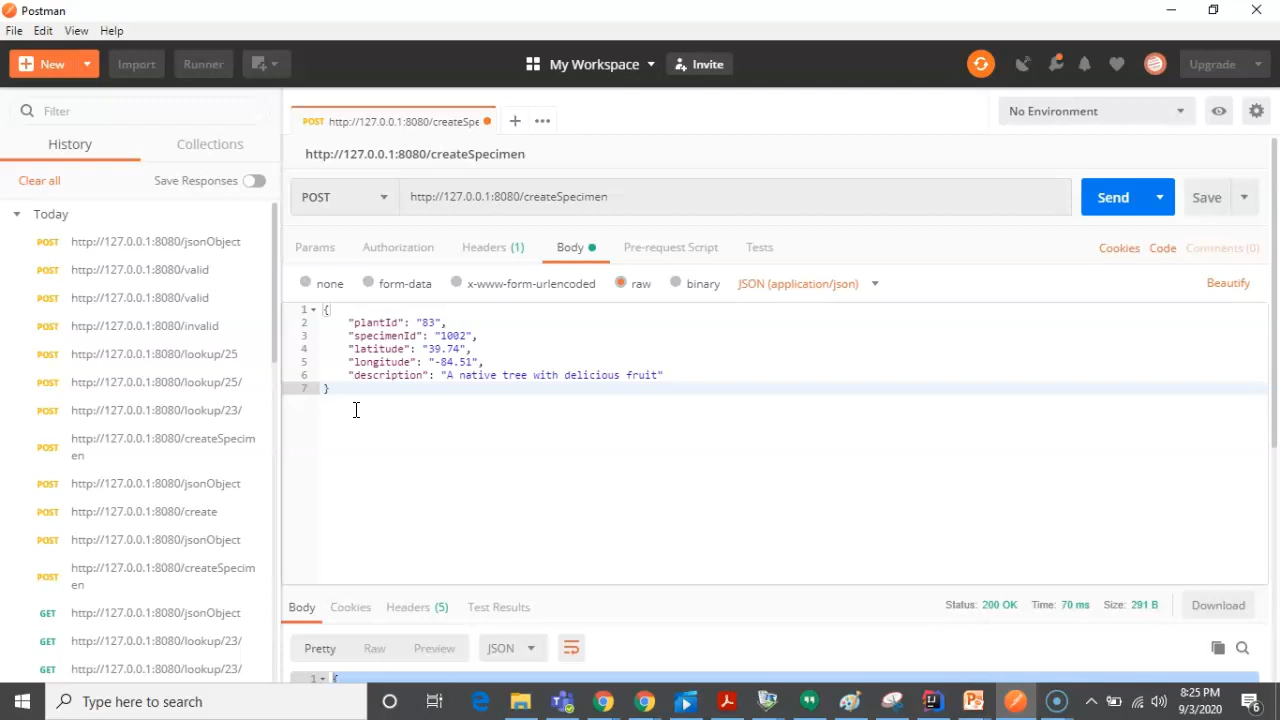 Postman
File Edit View Help
New Import Runner My Workspace Invite Upgrade
Filter
History Collections
Clear all Save Responses
Today
POST http://127.0.0.1:8080/jsonObject
POST http://127.0.0.1:8080/valid
POST http://127.0.0.1:8080/valid
POST http://127.0.0.1:8080/invalid
POST http://127.0.0.1:8080/lookup/25
POST http://127.0.0.1:8080/lookup/25/
POST http://127.0.0.1:8080/lookup/23/
POST http://127.0.0.1:8080/createSpecim
en
POST http://127.0.0.1:8080/jsonObject
POST http://127.0.0.1:8080/create
POST http://127.0.0.1:8080/jsonObject
POST http://127.0.0.1:8080/createSpecim
en
GET http://127.0.0.1:8080/jsonObject
GET http://127.0.0.1:8080/lookup/23/
GET http://127.0.0.1:8080/lookup/23/
POST http://127.0.0.1:8080/createSpe + ••• No Environment
http://127.0.0.1:8080/createSpecimen
POST http://127.0.0.1:8080/createSpecimen Send Save
Params Authorization Headers (1) Body Pre-request Script Tests Cookies Code Comments (0)
none form-data x-www-form-urlencoded raw binary JSON (application/json) Beautify
1 {
2 "plantId": "83",
3 "specimenId": "1002",
4 "latitude": "39.74",
5 "longitude": "-84.51",
6 "description": "A native tree with delicious fruit"
7 }
Body Cookies Headers (5) Test Results Status: 200 OK Time: 70 ms Size: 291 B Download
Pretty Raw Preview JSON
1 {
Type here to search
8:25 PM
9/3/2020
6